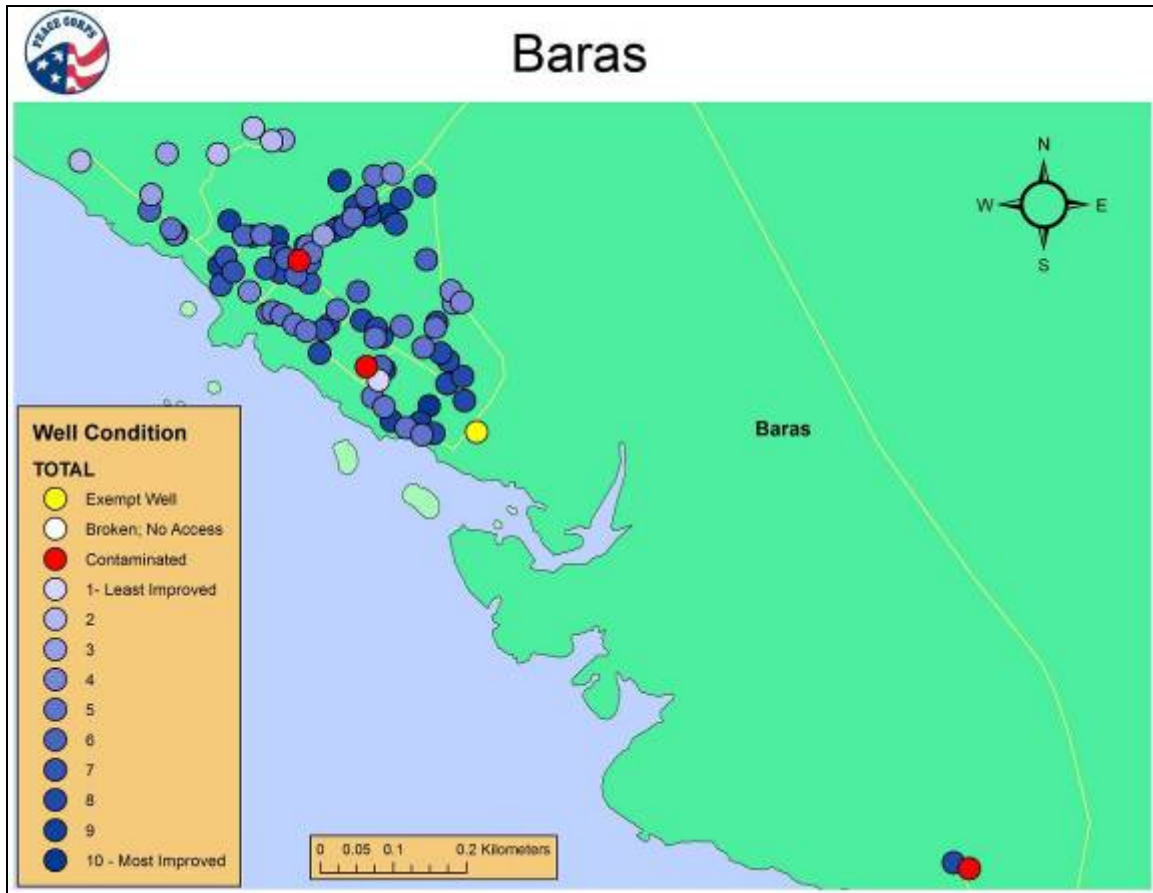 PEACE CORPS
Baras
N
W E
S
Baras
Well Condition
TOTAL
Exempt Well
Broken; No Access
Contaminated
1- Least Improved
2
3
4
5
6
7
8
9
10 - Most Improved
0 0.05 0.1 0.2 Kilometers